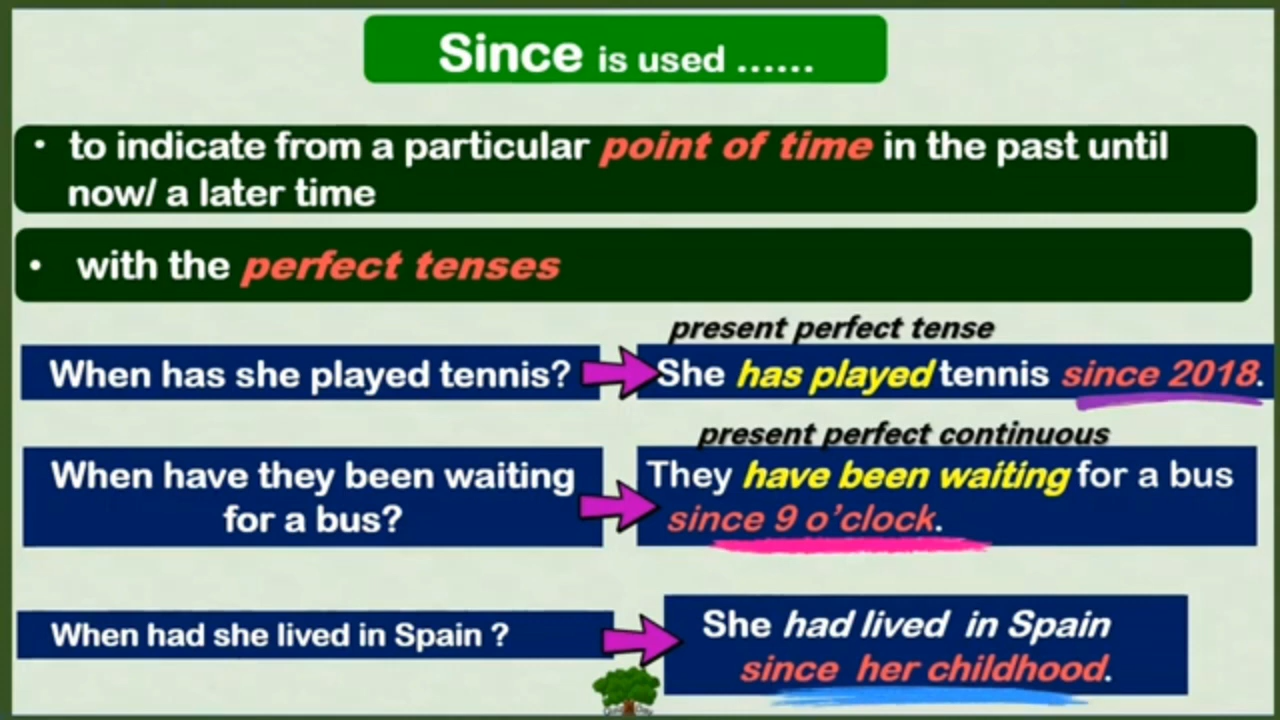 Since is used ......
• to indicate from a particular point of time in the past until
now/ a later time
• with the perfect tenses
present perfect tense
When has she played tennis?
She has played tennis since 2018.
present perfect continuous
When have they been waiting
for a bus?
They have been waiting for a bus
since 9 o'clock.
When had she lived in Spain ?
She had lived in Spain
since her childhood.